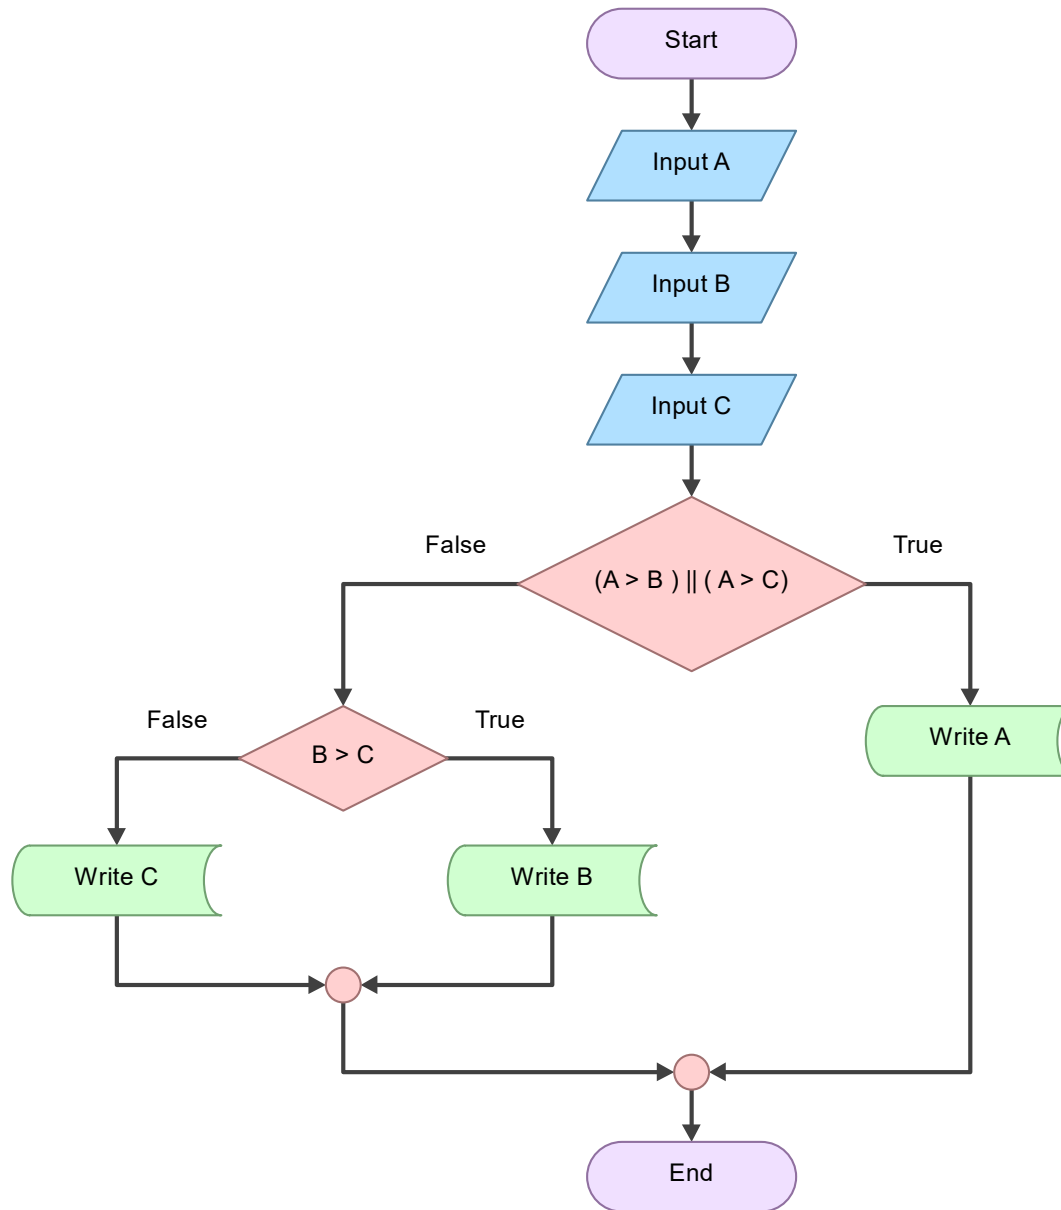 Start
Input A
Input B
Input C
False
True
(A > B ) || ( A > C)
False
True
B > C
Write A
Write C
Write B
End